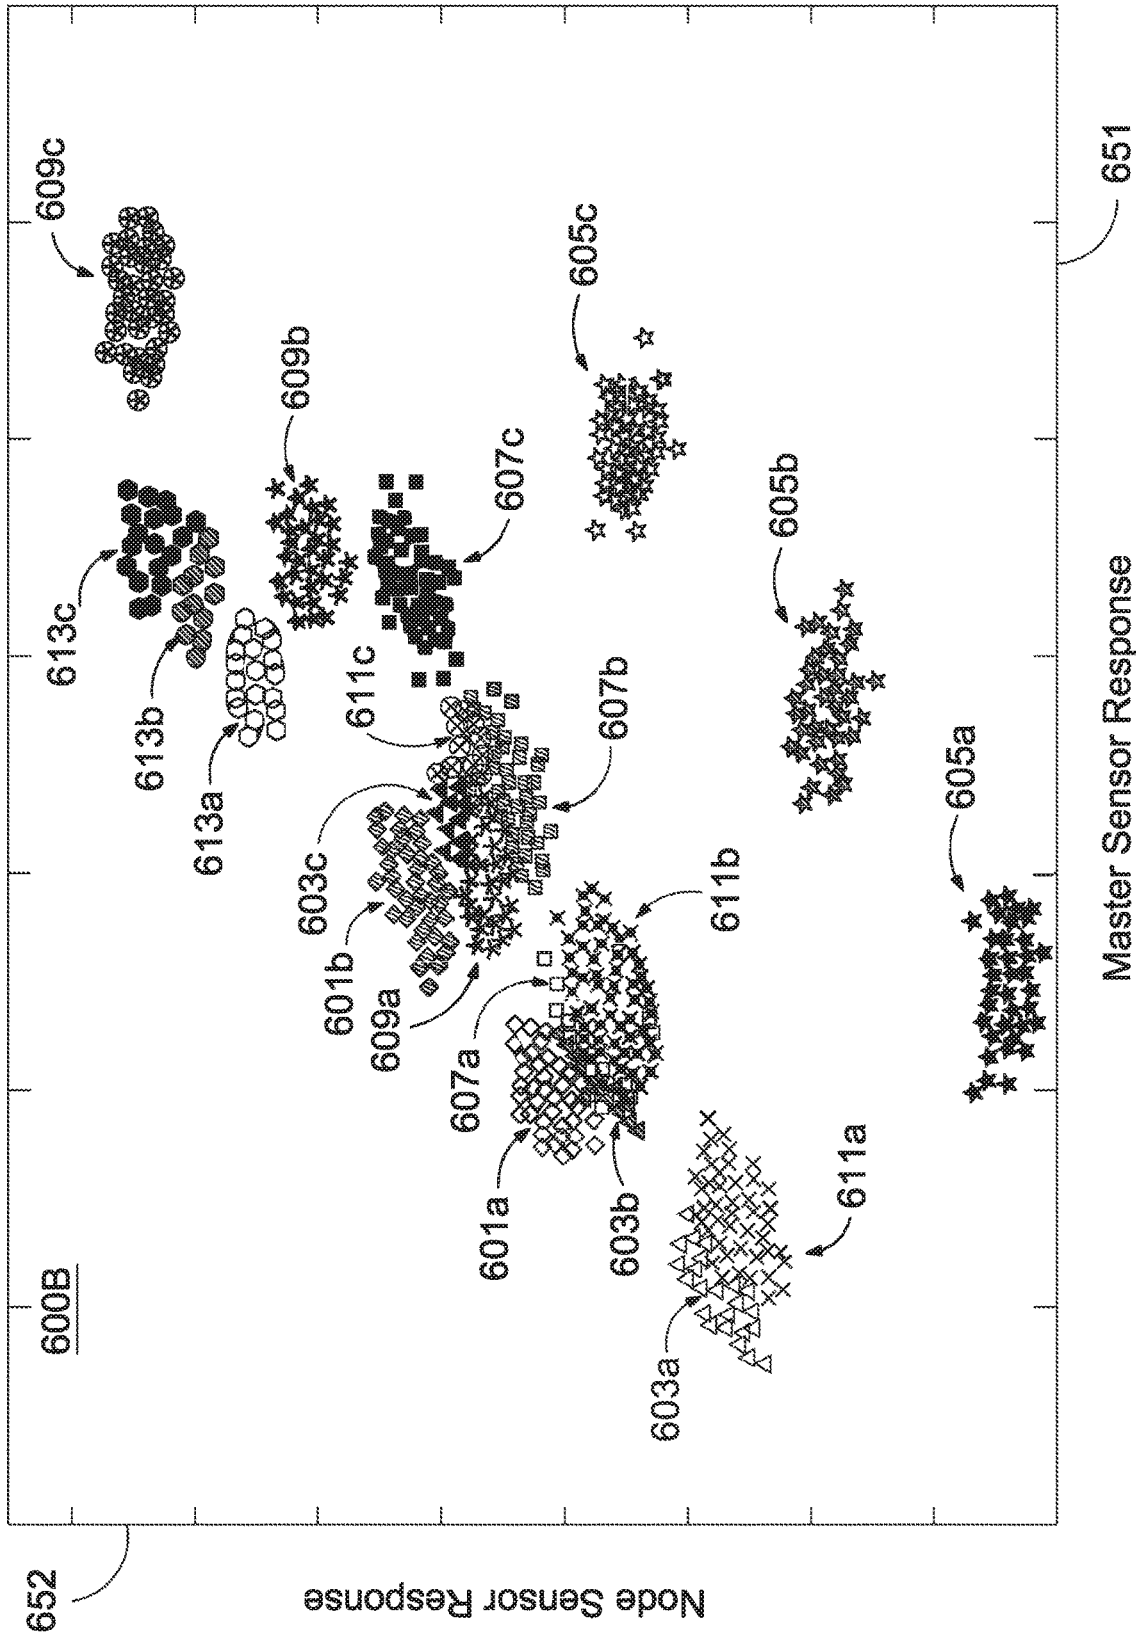 600B
652
609c
613c
613b
613a
609b
611c
603c
601b
609a
607c
605c
607a
607b
601a
603b
611b
605b
603a
611a
605a
651
Node Sensor Response
Master Sensor Response